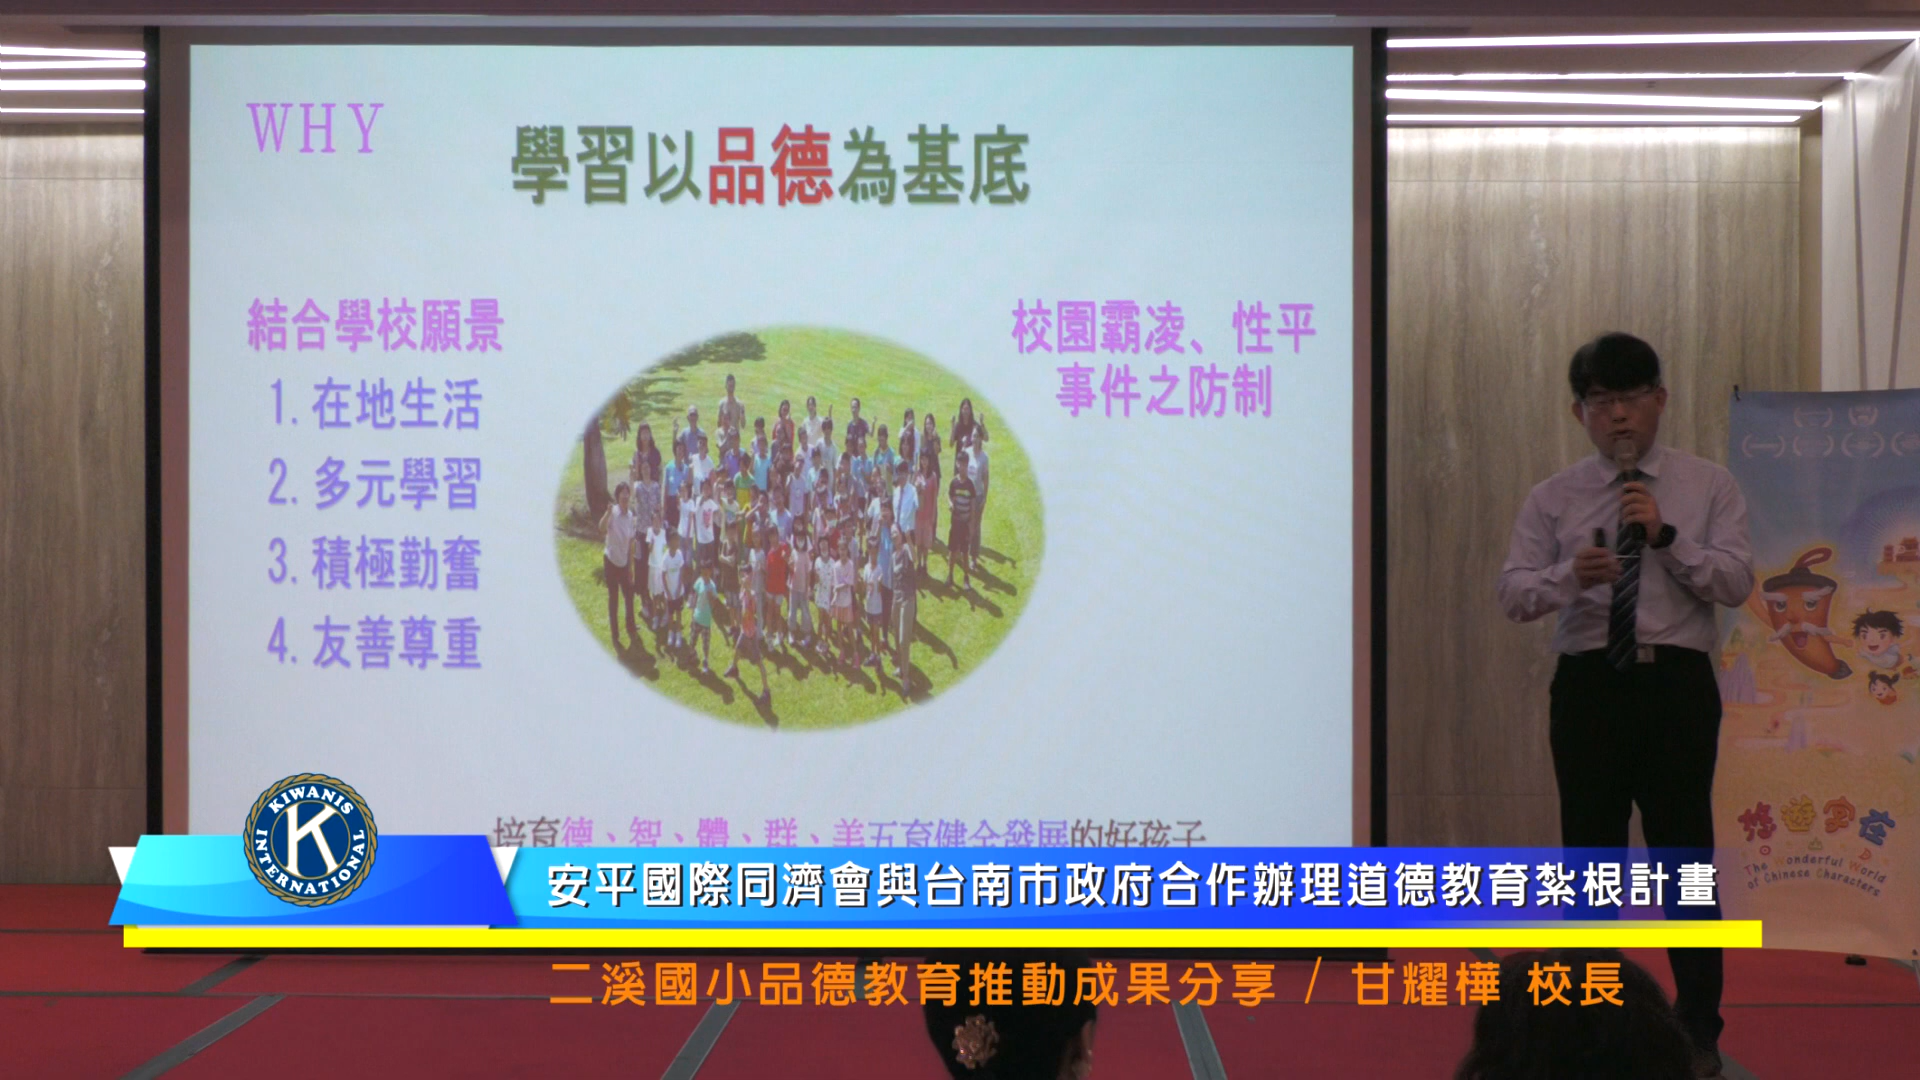 WHY
學習以品德為基底
結合學校願景
1.在地生活
2.多元學習
3.積極勤奮
4.友善尊重
校園霸凌、性平
事件之防制
培育德、智、體、群、美五育健全發展的好孩子
KIWANIS
K
INTERNATIONAL
安平國際同濟會與台南市政府合作辦理道德教育紮根計畫
二溪國小品德教育推動成果分享 / 甘耀樺 校長
悠遊字在
The Wonderful World
of Chinese Characters